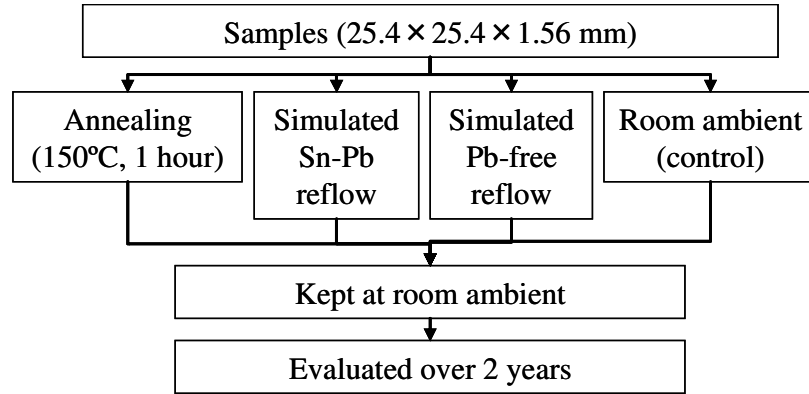 Samples (25.4 × 25.4 × 1.56 mm)
Annealing
(150ºC, 1 hour)
Simulated
Sn-Pb
reflow
Simulated
Pb-free
reflow
Room ambient
(control)
Kept at room ambient
Evaluated over 2 years